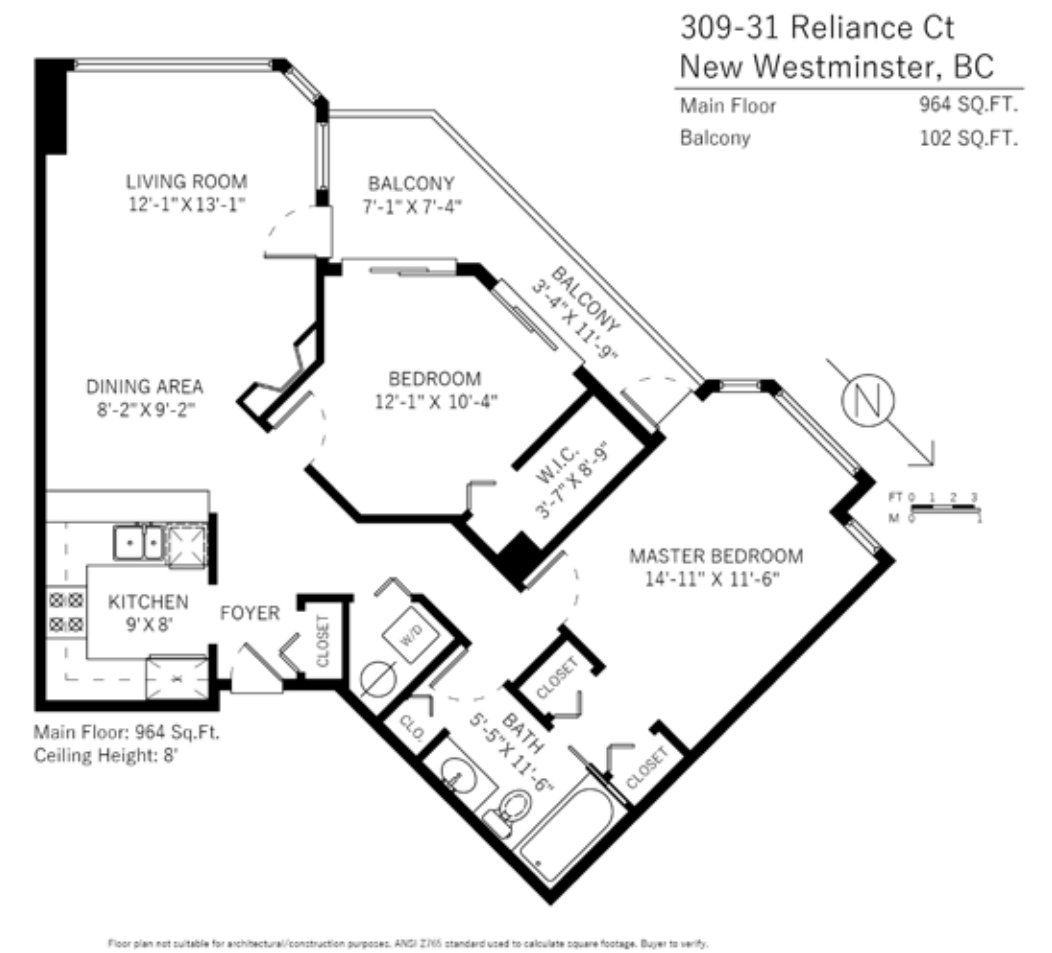 309-31 Reliance Ct
New Westminster, BC
Main Floor 964 SQ.FT.
Balcony 102 SQ.FT.
LIVING ROOM
12'-1" X 13'-1"
BALCONY
7'-1" X 7'-4"
BALCONY
3'-4" X 11'-9"
DINING AREA
8'-2" X 9'-2"
BEDROOM
12'-1" X 10'-4"
W.I.C.
3'-7" X 8'-9"
N
FT 0 1 2 3
M 0 1
MASTER BEDROOM
14'-11" X 11'-6"
KITCHEN
9' X 8'
FOYER
CLOSET
W/D
CLOSET
CLO.
BATH
5'-5" X 11'-6"
CLOSET
Main Floor: 964 Sq.Ft.
Ceiling Height: 8'
Floor plan not suitable for architectural/construction purposes. ANSI Z765 standard used to calculate square footage. Buyer to verify.